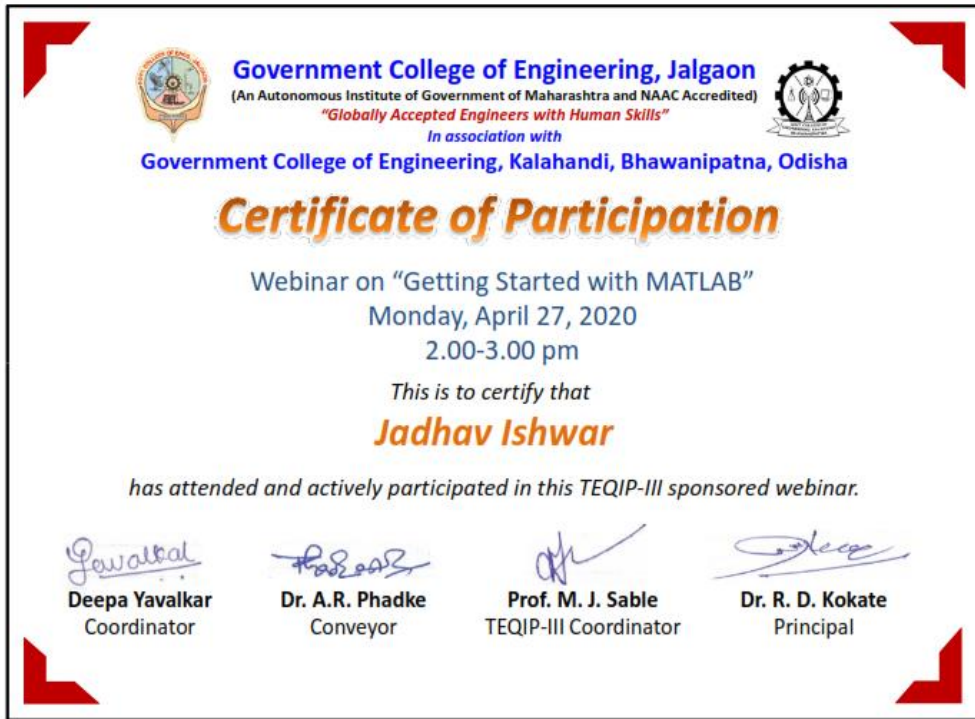 Government College of Engineering, Jalgaon
(An Autonomous Institute of Government of Maharashtra and NAAC Accredited)
“Globally Accepted Engineers with Human Skills”
In association with
Government College of Engineering, Kalahandi, Bhawanipatna, Odisha
Certificate of Participation
Webinar on “Getting Started with MATLAB”
Monday, April 27, 2020
2.00-3.00 pm
This is to certify that
Jadhav Ishwar
has attended and actively participated in this TEQIP-III sponsored webinar.
Deepa Yavalkar
Coordinator
Dr. A.R. Phadke
Conveyor
Prof. M. J. Sable
TEQIP-III Coordinator
Dr. R. D. Kokate
Principal